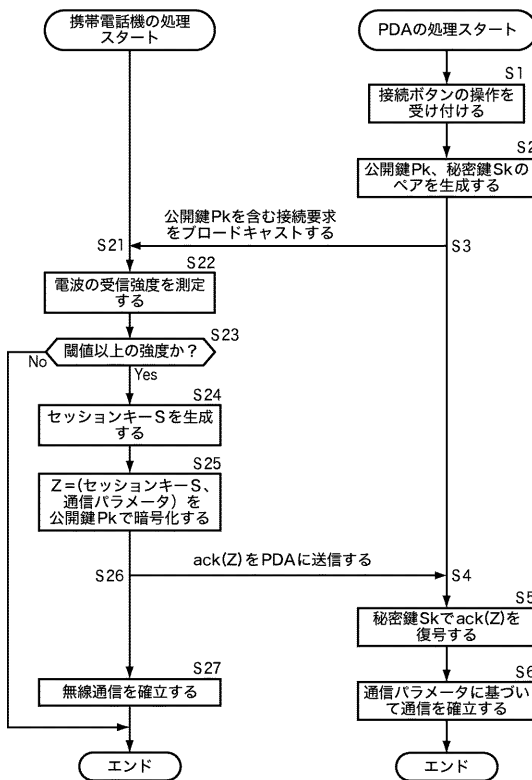 携帯電話機の処理
スタート
PDAの処理スタート
S1
接続ボタンの操作を
受け付ける
S2
公開鍵Pk、秘密鍵Skの
ペアを生成する
公開鍵Pkを含む接続要求
をブロードキャストする
S21
S3
S22
電波の受信強度を測定
する
S23
閾値以上の強度か？
No
Yes
S24
セッションキーSを生成
する
S25
Z=(セッションキーS、
通信パラメータ）を
公開鍵Pkで暗号化する
ack(Z)をPDAに送信する
S26
S4
S5
秘密鍵Skでack(Z)を
復号する
S27
無線通信を確立する
S6
通信パラメータに基づい
て通信を確立する
エンド
エンド